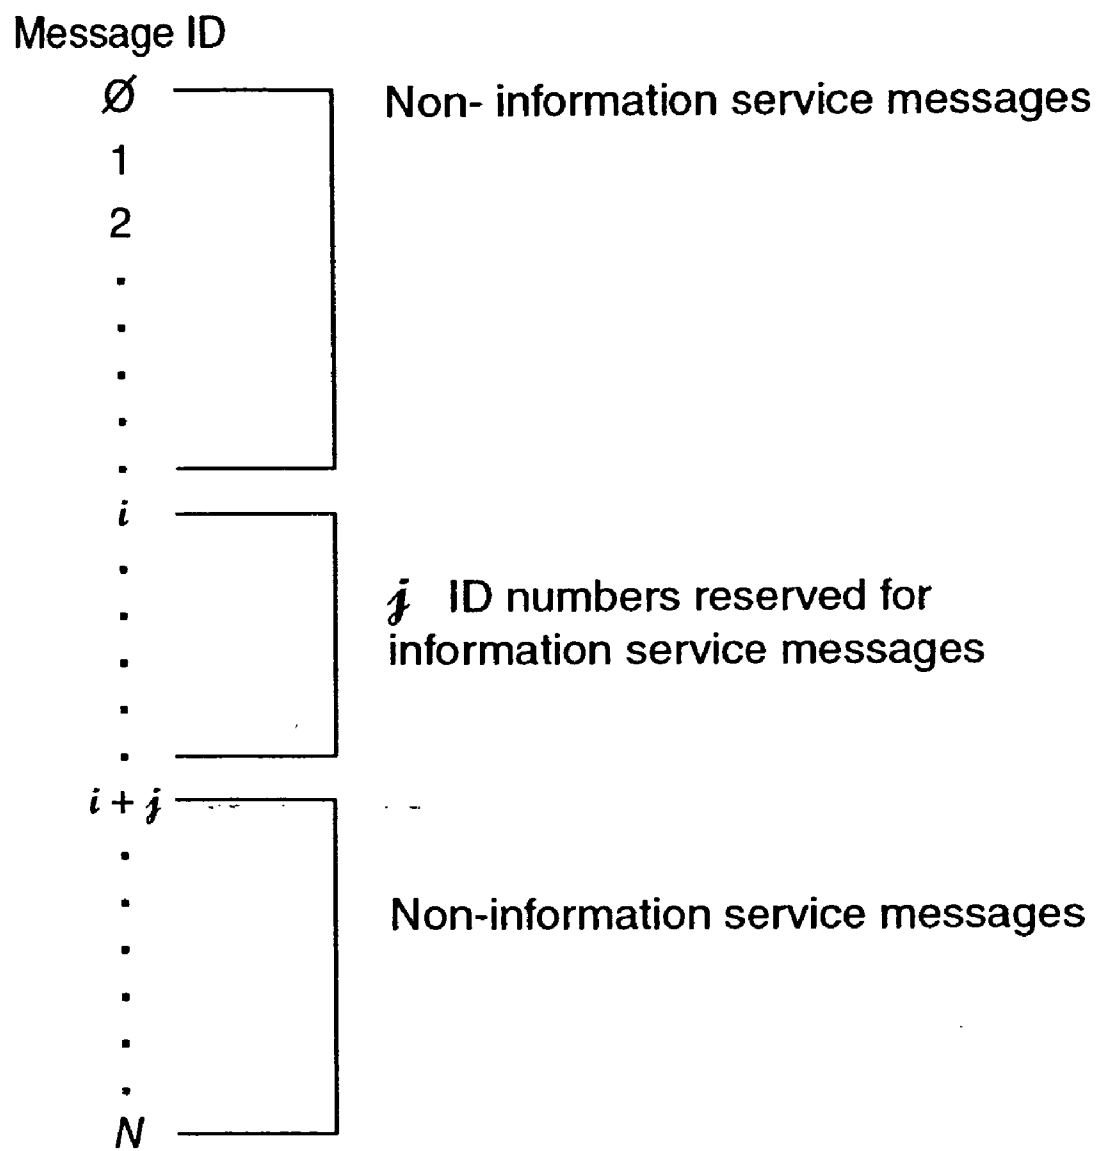 Message ID
Ø
Non- information service messages
1
2
.
.
.
.
.
i
.
.
.
.
.
j ID numbers reserved for
information service messages
i + j
.
.
.
.
.
.
Non-information service messages
N